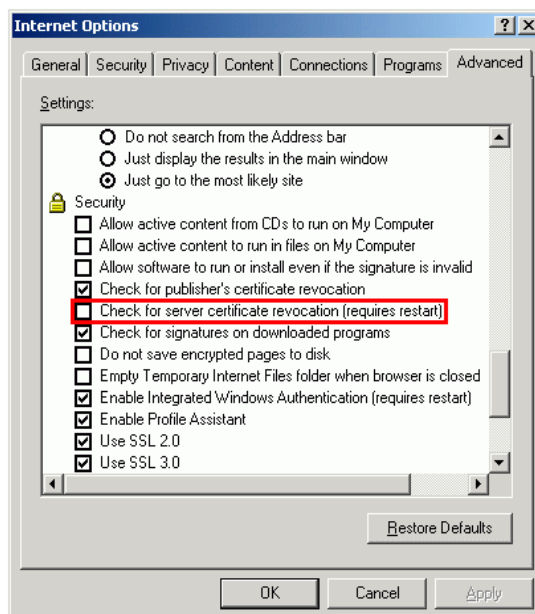 Internet Options
General Security Privacy Content Connections Programs Advanced
Settings:
Do not search from the Address bar
Just display the results in the main window
Just go to the most likely site
Security
Allow active content from CDs to run on My Computer
Allow active content to run in files on My Computer
Allow software to run or install even if the signature is invalid
Check for publisher's certificate revocation
Check for server certificate revocation (requires restart)
Check for signatures on downloaded programs
Do not save encrypted pages to disk
Empty Temporary Internet Files folder when browser is closed
Enable Integrated Windows Authentication (requires restart)
Enable Profile Assistant
Use SSL 2.0
Use SSL 3.0
Restore Defaults
OK Cancel Apply